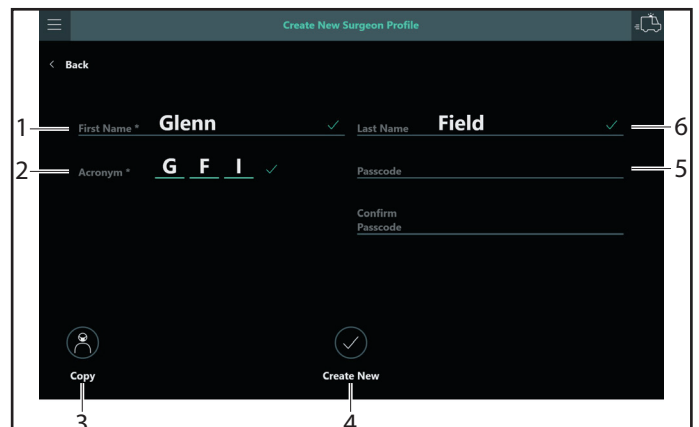 Create New Surgeon Profile
< Back
1 First Name * Glenn ✓ Last Name Field ✓ 6
2 Acronym * G F I ✓ Passcode 5
Confirm
Passcode
Copy Create New
3 4